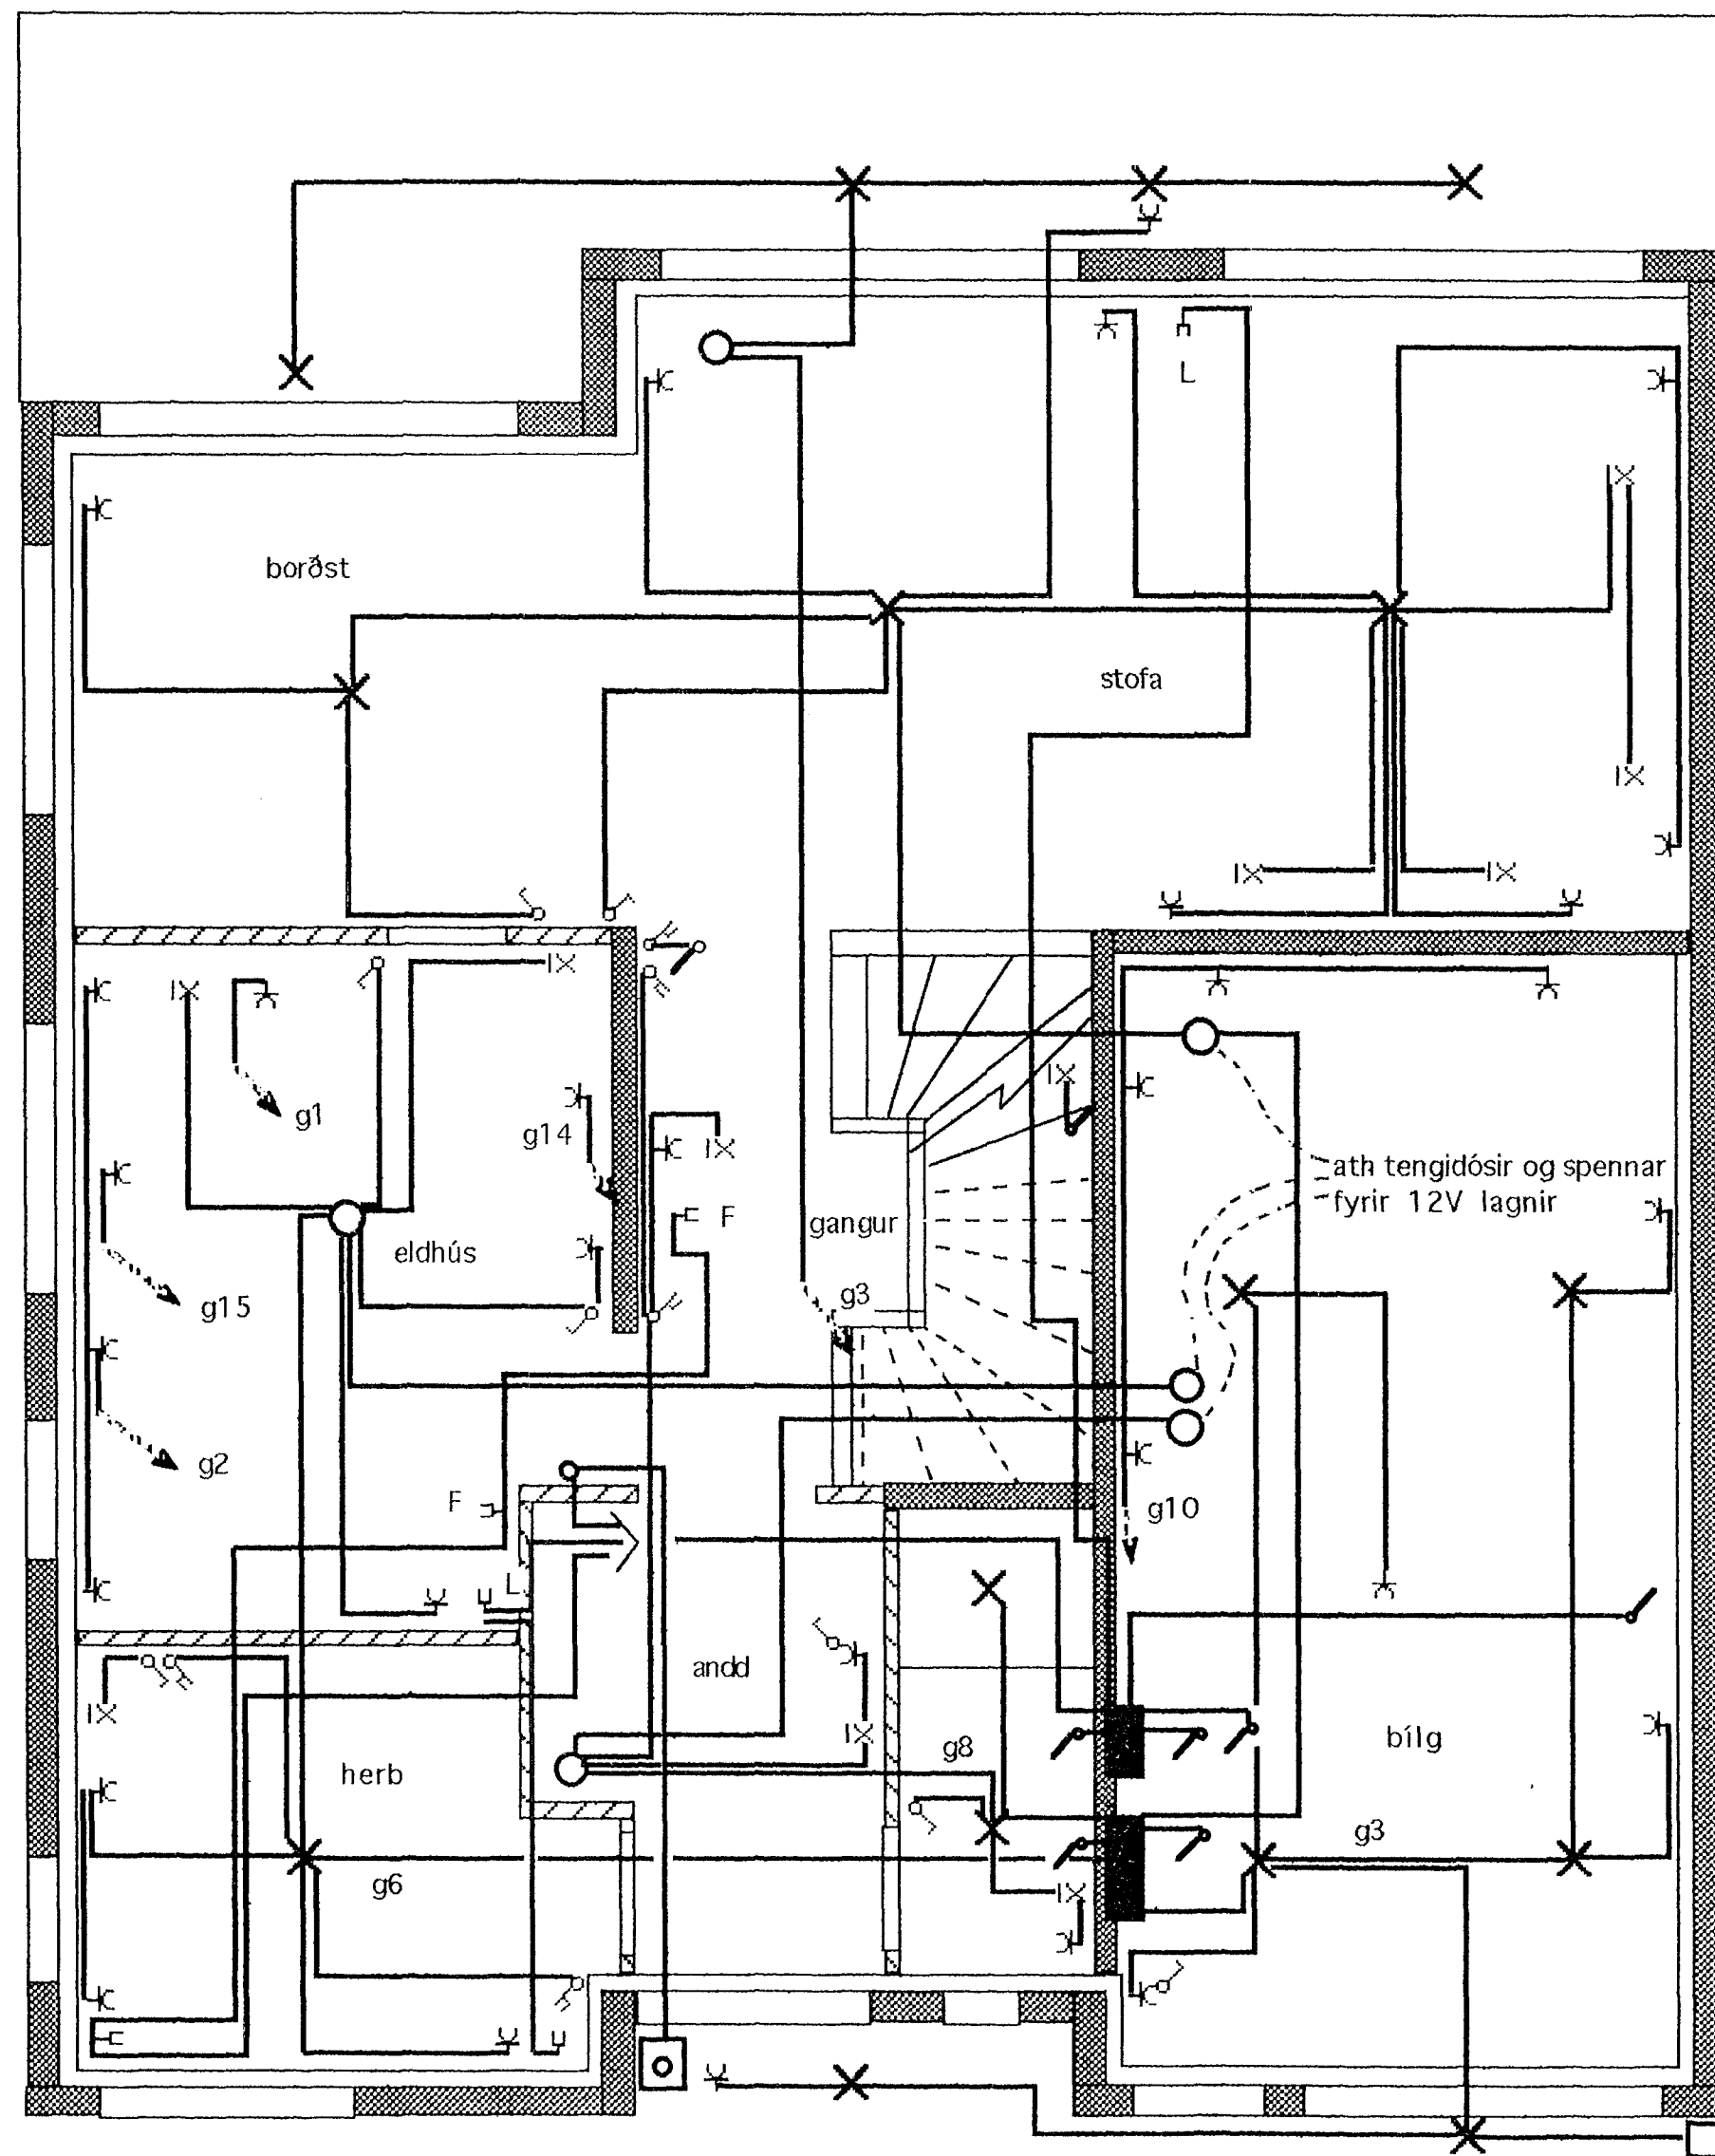 L
borðst
stofa
g1
g14
ath tengidósir og spennar
fyrir 12V lagnir
F
gangur
eldhús
g15
g3
g2
F
g10
L
andd
bílg
g8
herb
g3
g6